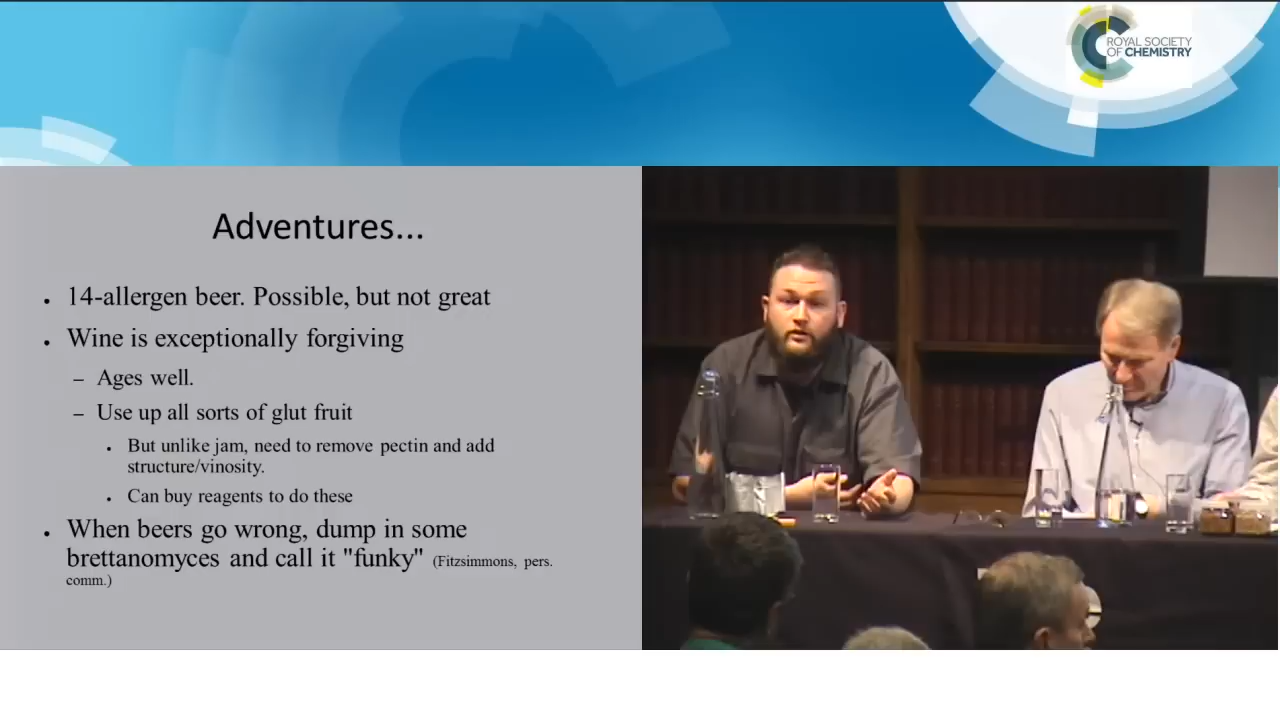 ROYAL SOCIETY
OF CHEMISTRY
Adventures...
• 14-allergen beer. Possible, but not great
• Wine is exceptionally forgiving
– Ages well.
– Use up all sorts of glut fruit
• But unlike jam, need to remove pectin and add
structure/vinosity.
• Can buy reagents to do these
• When beers go wrong, dump in some
brettanomyces and call it "funky" (Fitzsimmons, pers.
comm.)